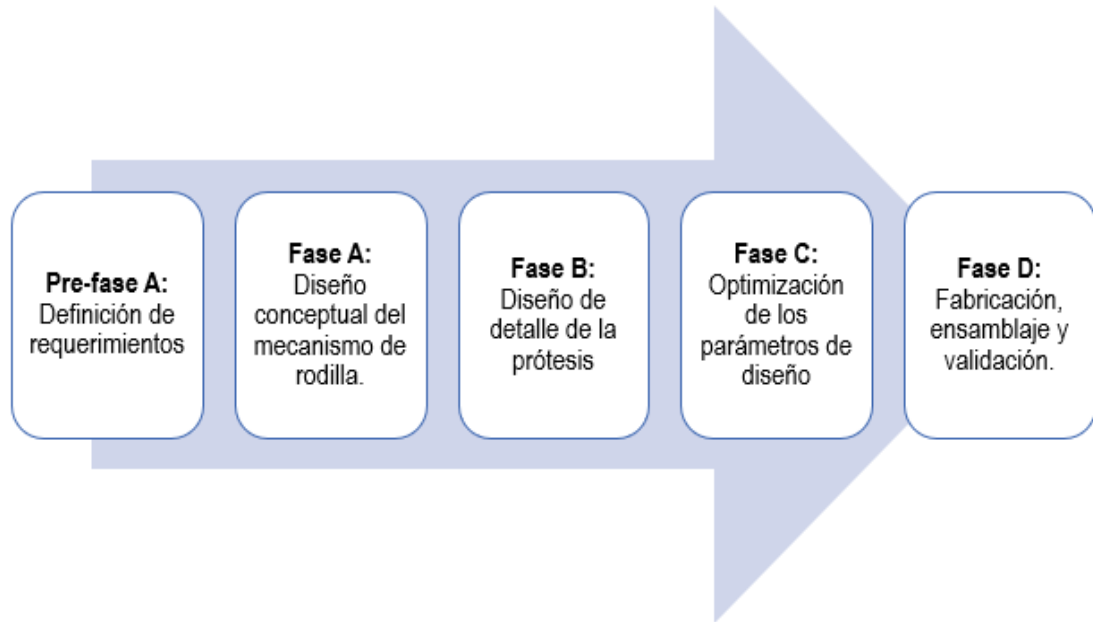 Pre-fase A:
Definición de
requerimientos
Fase A:
Diseño
conceptual del
mecanismo de
rodilla.
Fase B:
Diseño de
detalle de la
prótesis
Fase C:
Optimización
de los
parámetros de
diseño
Fase D:
Fabricación,
ensamblaje y
validación.